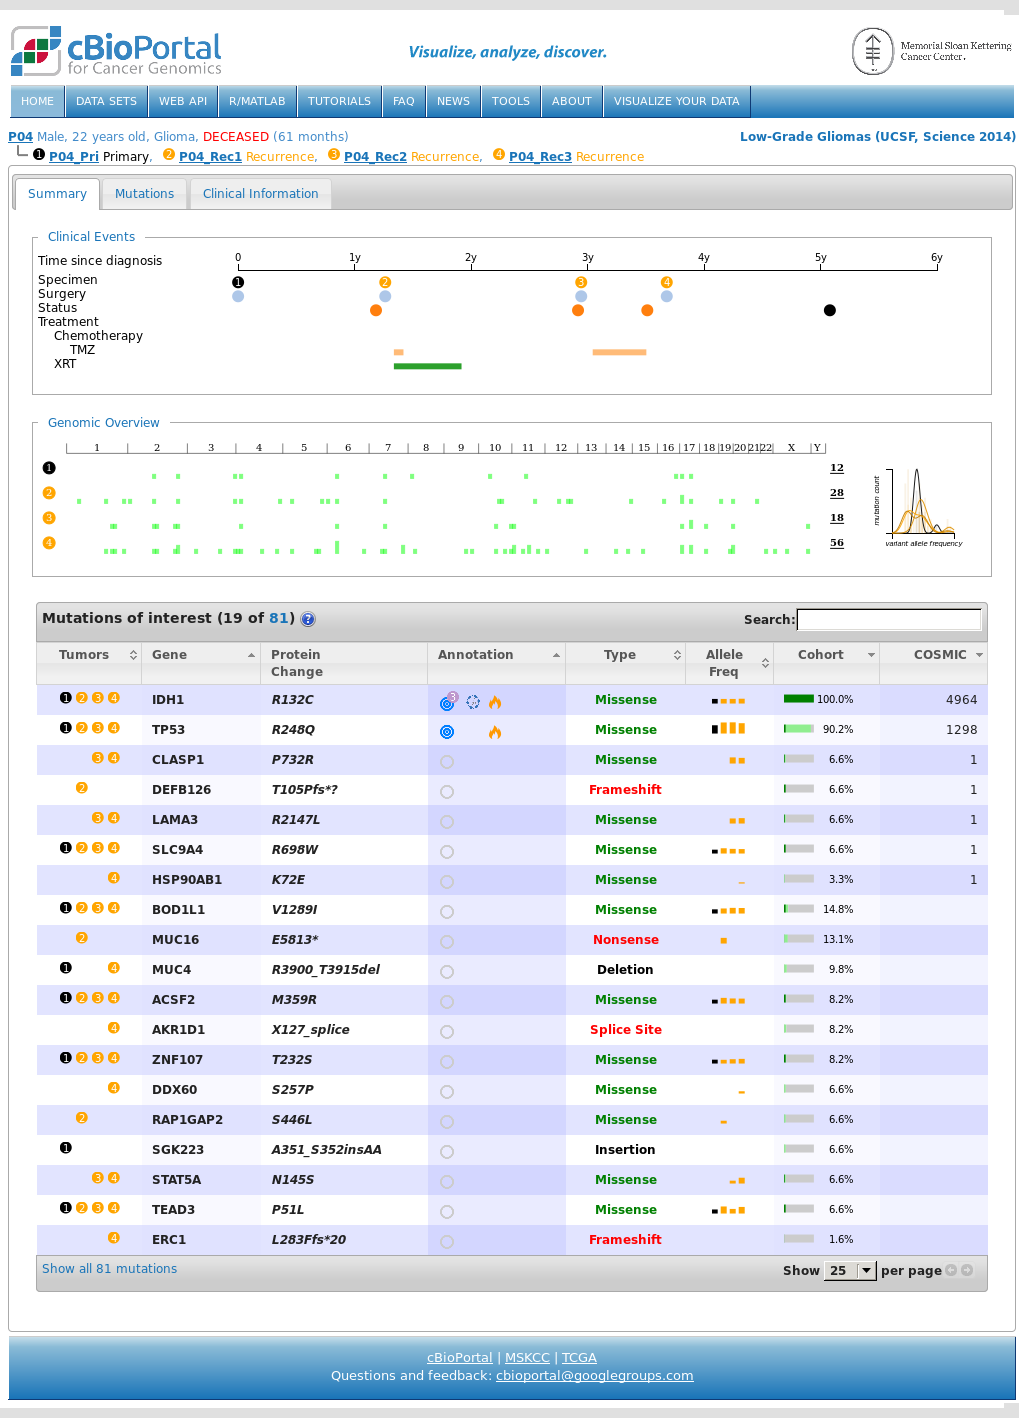 cBioPortal
for Cancer Genomics
Visualize, analyze, discover.
Memorial Sloan Kettering
Cancer Center.
HOME DATA SETS WEB API R/MATLAB TUTORIALS FAQ NEWS TOOLS ABOUT VISUALIZE YOUR DATA
P04 Male, 22 years old, Glioma, DECEASED (61 months) Low-Grade Gliomas (UCSF, Science 2014)
1 P04_Pri Primary, 2 P04_Rec1 Recurrence, 3 P04_Rec2 Recurrence, 4 P04_Rec3 Recurrence
Summary Mutations Clinical Information
Clinical Events
Time since diagnosis 0 1y 2y 3y 4y 5y 6y
Specimen 1 2 3 4
Surgery
Status
Treatment
Chemotherapy
TMZ
XRT
Genomic Overview
1 2 3 4 5 6 7 8 9 10 11 12 13 14 15 16 17 18 19 20 21 22 X Y
1 12
2 28
3 18
4 56
mutation count
variant allele frequency
Mutations of interest (19 of 81) ? Search:
Tumors Gene Protein Change Annotation Type Allele Freq Cohort COSMIC
1 2 3 4 IDH1 R132C 3 Missense 100.0% 4964
1 2 3 4 TP53 R248Q Missense 90.2% 1298
3 4 CLASP1 P732R Missense 6.6% 1
2 DEFB126 T105Pfs*? Frameshift 6.6% 1
3 4 LAMA3 R2147L Missense 6.6% 1
1 2 3 4 SLC9A4 R698W Missense 6.6% 1
4 HSP90AB1 K72E Missense 3.3% 1
1 2 3 4 BOD1L1 V1289I Missense 14.8%
2 MUC16 E5813* Nonsense 13.1%
1 4 MUC4 R3900_T3915del Deletion 9.8%
1 2 3 4 ACSF2 M359R Missense 8.2%
4 AKR1D1 X127_splice Splice Site 8.2%
1 2 3 4 ZNF107 T232S Missense 8.2%
4 DDX60 S257P Missense 6.6%
2 RAP1GAP2 S446L Missense 6.6%
1 SGK223 A351_S352insAA Insertion 6.6%
3 4 STAT5A N145S Missense 6.6%
1 2 3 4 TEAD3 P51L Missense 6.6%
4 ERC1 L283Ffs*20 Frameshift 1.6%
Show all 81 mutations Show 25 per page
cBioPortal | MSKCC | TCGA
Questions and feedback: cbioportal@googlegroups.com